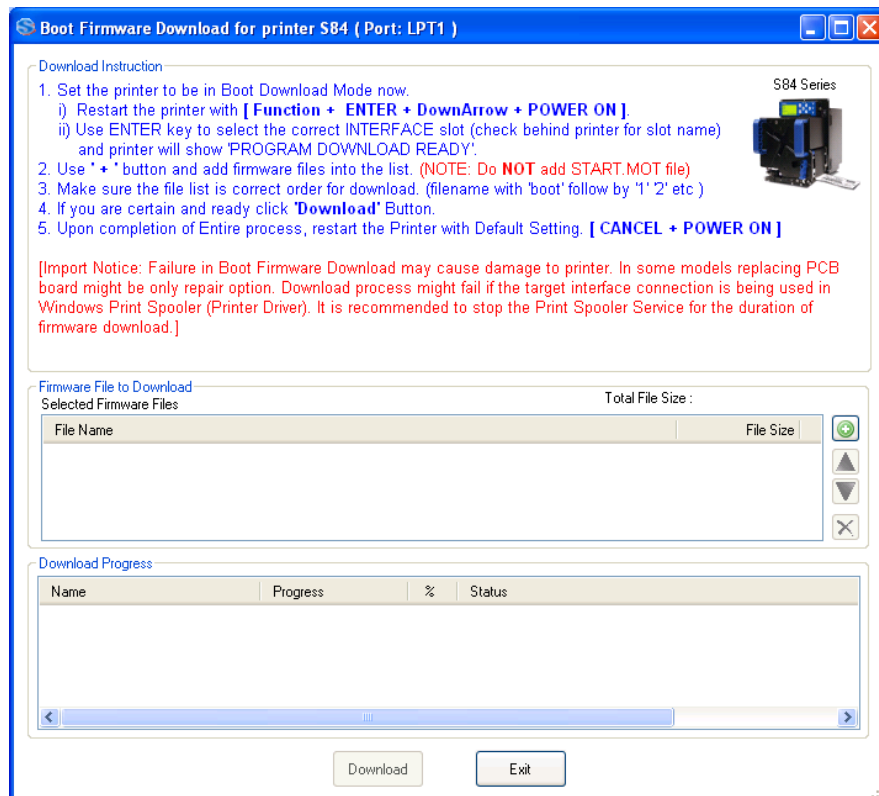 Boot Firmware Download for printer S84 ( Port: LPT1 )
Download Instruction
S84 Series
1. Set the printer to be in Boot Download Mode now.
i) Restart the printer with [ Function + ENTER + DownArrow + POWER ON ].
ii) Use ENTER key to select the correct INTERFACE slot (check behind printer for slot name)
and printer will show 'PROGRAM DOWNLOAD READY'.
2. Use ' + ' button and add firmware files into the list. (NOTE: Do NOT add START.MOT file)
3. Make sure the file list is correct order for download. (filename with 'boot' follow by '1' '2' etc )
4. If you are certain and ready click 'Download' Button.
5. Upon completion of Entire process, restart the Printer with Default Setting. [ CANCEL + POWER ON ]
[Import Notice: Failure in Boot Firmware Download may cause damage to printer. In some models replacing PCB
board might be only repair option. Download process might fail if the target interface connection is being used in
Windows Print Spooler (Printer Driver). It is recommended to stop the Print Spooler Service for the duration of
firmware download.]
Firmware File to Download
Selected Firmware Files
Total File Size :
File Name File Size
Download Progress
Name Progress % Status
Download Exit